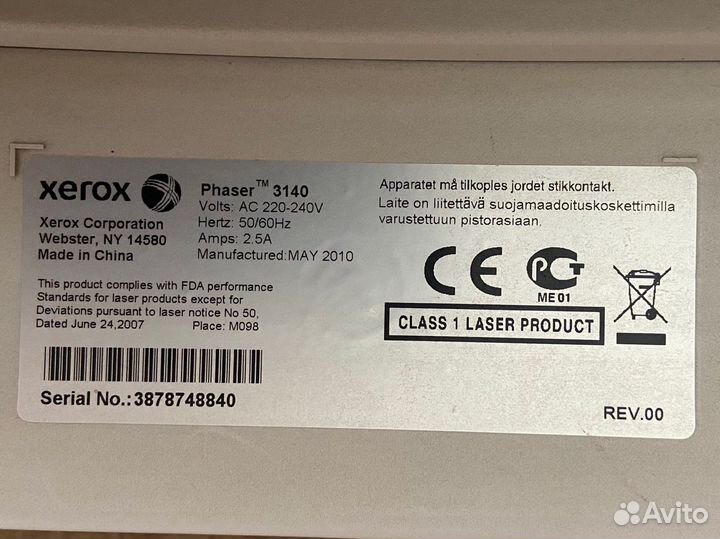 xerox
Xerox Corporation
Webster, NY 14580
Made in China
Phaser™ 3140
Volts: AC 220-240V
Hertz: 50/60Hz
Amps: 2.5A
Manufactured: MAY 2010
This product complies with FDA performance
Standards for laser products except for
Deviations pursuant to laser notice No 50,
Dated June 24,2007 Place: M098
Serial No.: 3878748840
Apparatet må tilkoples jordet stikkontakt.
Laite on liitettävä suojamaadoituskoskettimilla
varustettuun pistorasiaan.
CE
РСТ
ME 01
CLASS 1 LASER PRODUCT
REV.00
Avito